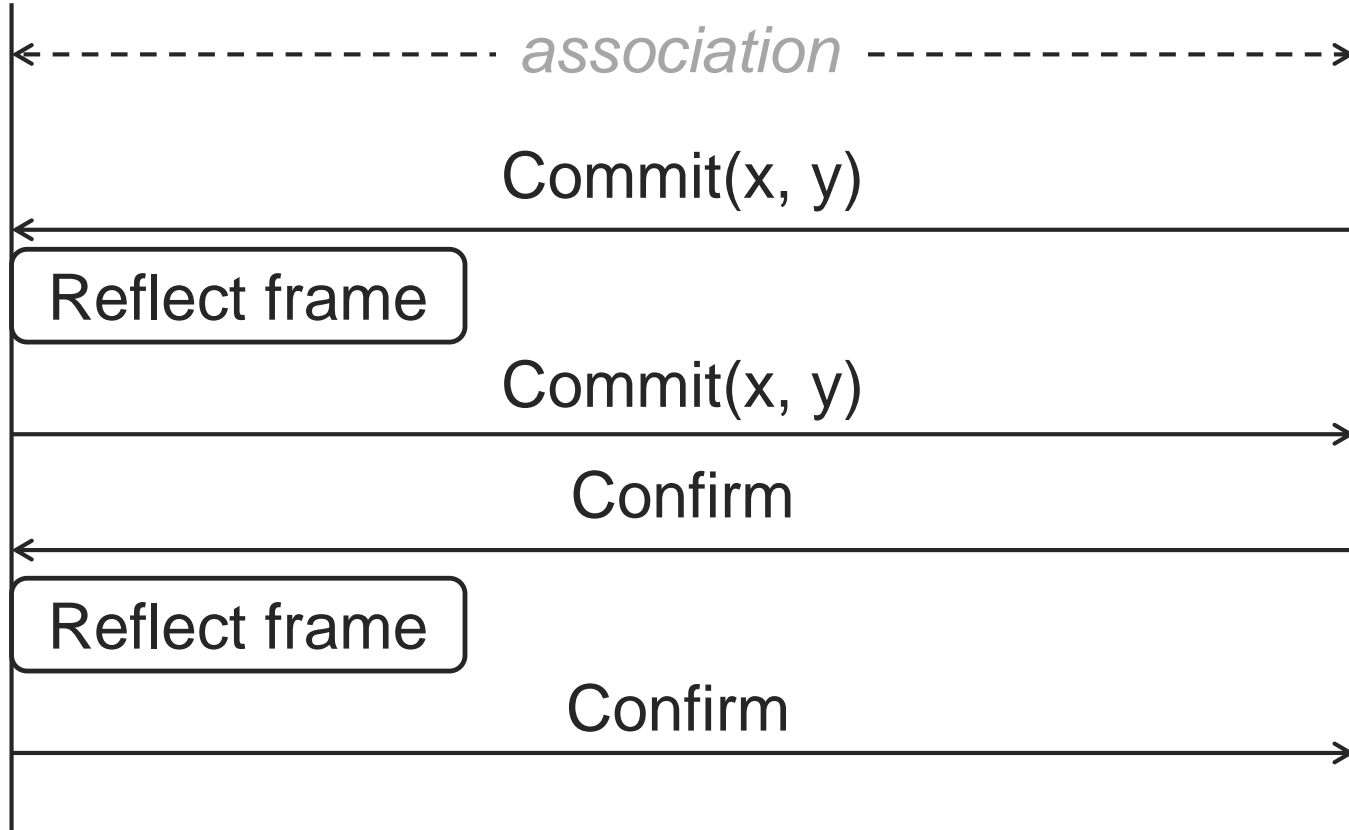 association
Commit(x, y)
Reflect frame
Commit(x, y)
Confirm
Reflect frame
Confirm